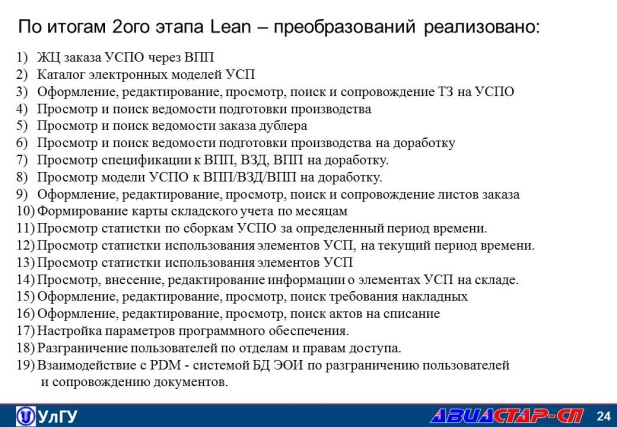 По итогам 2ого этапа Lean – преобразований реализовано:
1) ЖЦ заказа УСПО через ВПП
2) Каталог электронных моделей УСП
3) Оформление, редактирование, просмотр, поиск и сопровождение ТЗ на УСПО
4) Просмотр и поиск ведомости подготовки производства
5) Просмотр и поиск ведомости заказа дублера
6) Просмотр и поиск ведомости подготовки производства на доработку
7) Просмотр спецификации к ВПП, ВЗД, ВПП на доработку.
8) Просмотр модели УСПО к ВПП/ВЗД/ВПП на доработку.
9) Оформление, редактирование, просмотр, поиск и сопровождение листов заказа
10) Формирование карты складского учета по месяцам
11) Просмотр статистики по сборкам УСПО за определенный период времени.
12) Просмотр статистики использования элементов УСП, на текущий период времени.
13) Просмотр статистики использования элементов УСП
14) Просмотр, внесение, редактирование информации о элементах УСП на складе.
15) Оформление, редактирование, просмотр, поиск требования накладных
16) Оформление, редактирование, просмотр, поиск актов на списание
17) Настройка параметров программного обеспечения.
18) Разграничение пользователей по отделам и правам доступа.
19) Взаимодействие с PDM - системой БД ЭОИ по разграничению пользователей
и сопровождению документов.
УлГУ АВИАСТАР-СП 24